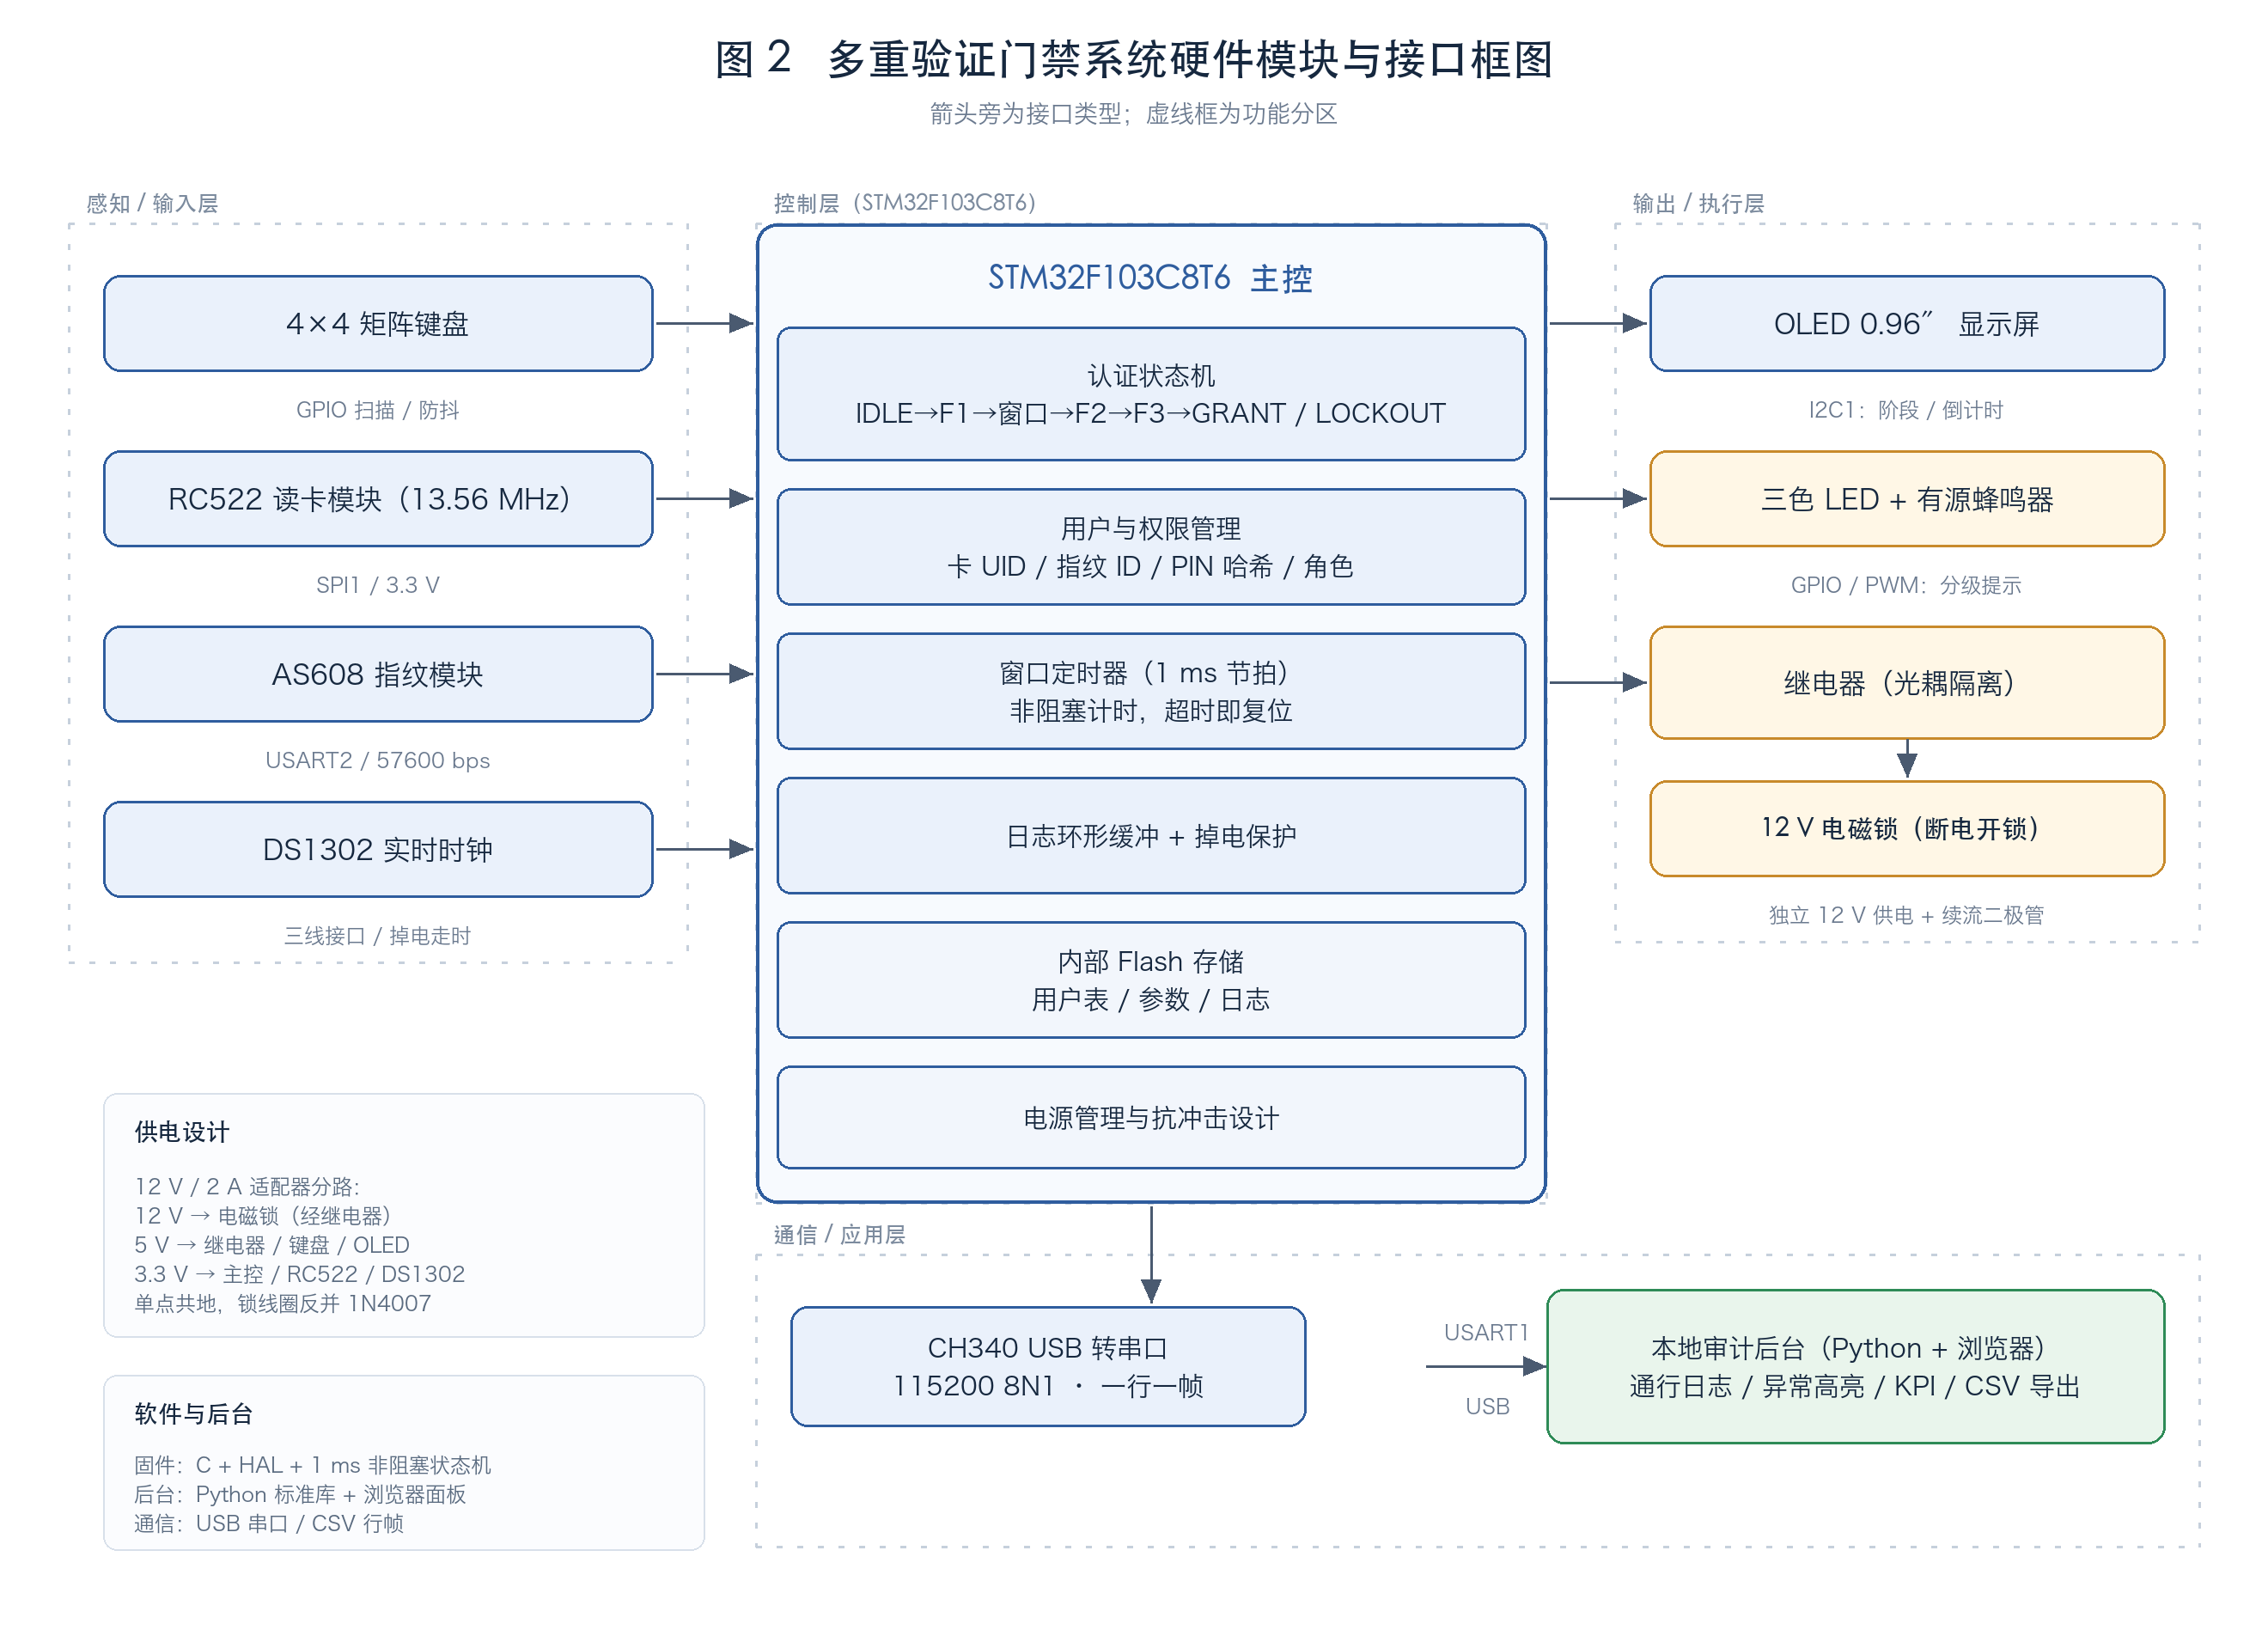 图 2 多重验证门禁系统硬件模块与接口框图
箭头旁为接口类型；虚线框为功能分区
感知 / 输入层
4×4 矩阵键盘
GPIO 扫描 / 防抖
RC522 读卡模块（13.56 MHz）
SPI1 / 3.3 V
AS608 指纹模块
USART2 / 57600 bps
DS1302 实时时钟
三线接口 / 掉电走时
控制层（STM32F103C8T6）
STM32F103C8T6 主控
认证状态机
IDLE→F1→窗口→F2→F3→GRANT / LOCKOUT
用户与权限管理
卡 UID / 指纹 ID / PIN 哈希 / 角色
窗口定时器（1 ms 节拍）
非阻塞计时，超时即复位
日志环形缓冲 + 掉电保护
内部 Flash 存储
用户表 / 参数 / 日志
电源管理与抗冲击设计
输出 / 执行层
OLED 0.96″ 显示屏
I2C1：阶段 / 倒计时
三色 LED + 有源蜂鸣器
GPIO / PWM：分级提示
继电器（光耦隔离）
12 V 电磁锁（断电开锁）
独立 12 V 供电 + 续流二极管
供电设计
12 V / 2 A 适配器分路：
12 V → 电磁锁（经继电器）
5 V → 继电器 / 键盘 / OLED
3.3 V → 主控 / RC522 / DS1302
单点共地，锁线圈反并 1N4007
软件与后台
固件：C + HAL + 1 ms 非阻塞状态机
后台：Python 标准库 + 浏览器面板
通信：USB 串口 / CSV 行帧
通信 / 应用层
CH340 USB 转串口
115200 8N1 · 一行一帧
USART1
USB
本地审计后台（Python + 浏览器）
通行日志 / 异常高亮 / KPI / CSV 导出